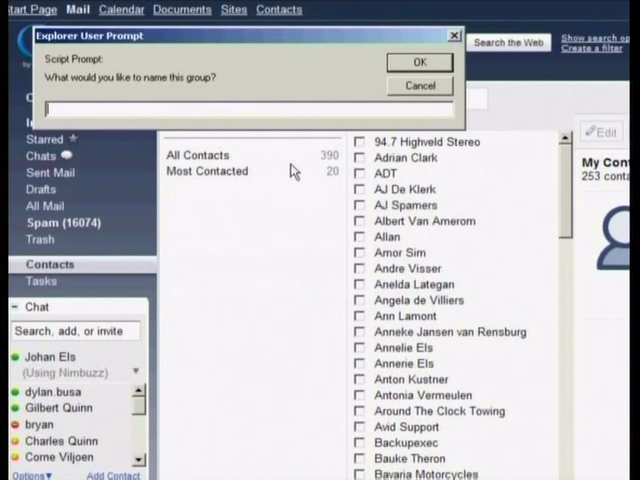 Start Page Mail Calendar Documents Sites Contacts
Explorer User Prompt
Script Prompt:
What would you like to name this group?
OK
Cancel
Search the Web
Show search
Create a filter
by
Starred
Chats
Sent Mail
Drafts
All Mail
Spam (16074)
Trash
Contacts
Tasks
Chat
Search, add, or invite
Johan Els
(Using Nimbuzz)
dylan.busa
Gilbert Quinn
bryan
Charles Quinn
Corne Viljoen
Options Add Contact
All Contacts 390
Most Contacted 20
94.7 Highveld Stereo
Adrian Clark
ADT
AJ De Klerk
AJ Spamers
Albert Van Amerom
Allan
Amor Sim
Andre Visser
Anelda Lategan
Angela de Villiers
Ann Lamont
Anneke Jansen van Rensburg
Annelie Els
Annerie Els
Anton Kustner
Antonia Vermeulen
Around The Clock Towing
Avid Support
Backupexec
Bauke Theron
Bavaria Motorcycles
Edit
My Con
253 conta